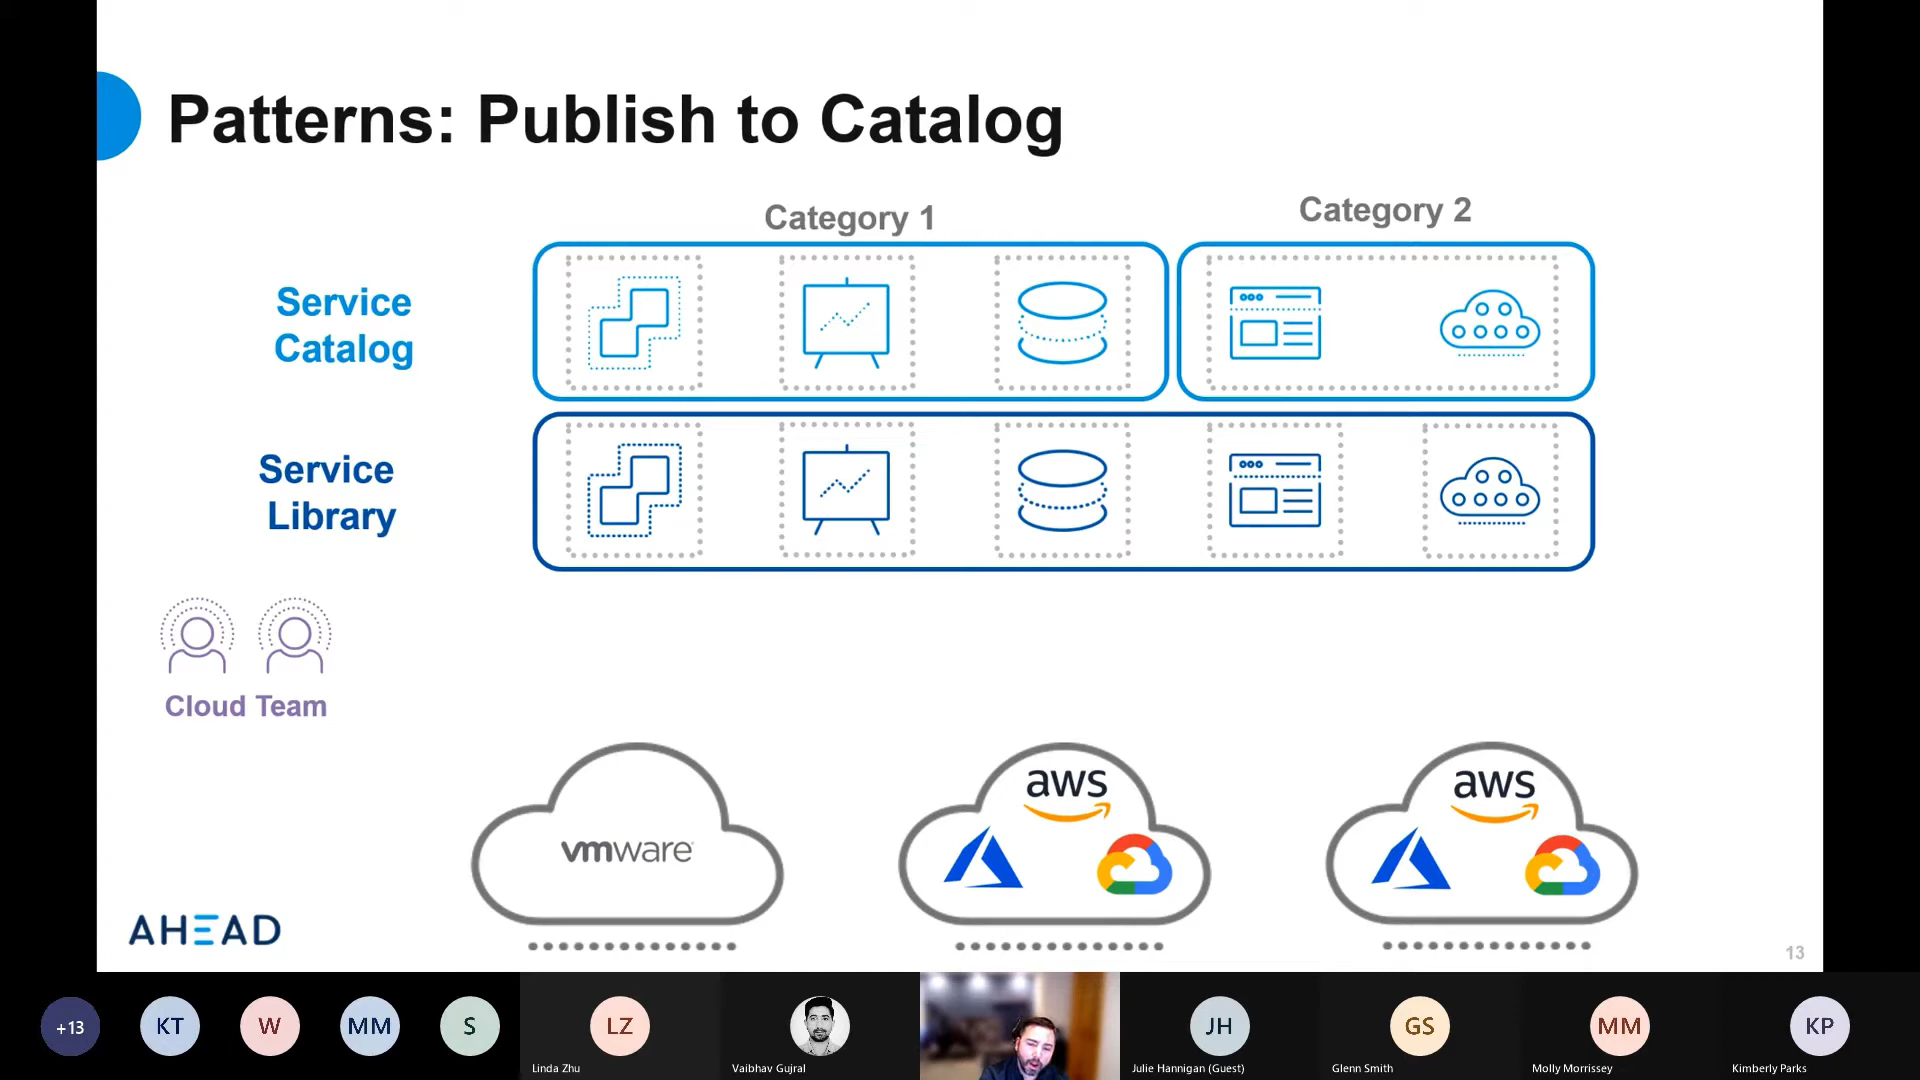 Patterns: Publish to Catalog
Category 1
Category 2
Service
Catalog
Service
Library
Cloud Team
vmware
aws
aws
AHEAD
13
+13
KT
W
MM
S
LZ
JH
GS
MM
KP
Linda Zhu
Vaibhav Gujral
Julie Hannigan (Guest)
Glenn Smith
Molly Morrissey
Kimberly Parks